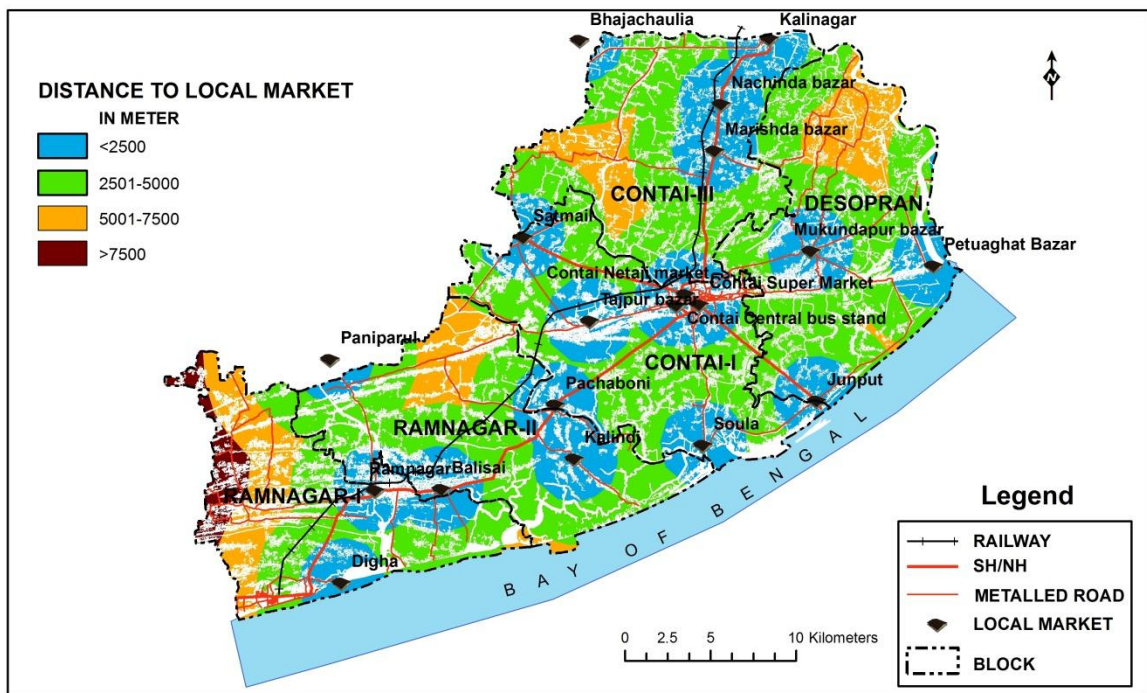 Bhajachaulia
Kalinagar
DISTANCE TO LOCAL MARKET
IN METER
<2500
2501-5000
5001-7500
>7500
N
Nachinda bazar
Marishda bazar
CONTAI-III
DESOPRAN
Satmail
Mukundapur bazar
Petuaghat Bazar
Contai Netaji market
Contai Super Market
Tajpur bazar
Contai Central bus stand
Paniparul
CONTAI-I
Pachaboni
Junput
RAMNAGAR-II
Kalindi
Soula
Ramnagar
Balisai
RAMNAGAR-I
Digha
BAY OF BENGAL
0 2.5 5 10 Kilometers
Legend
RAILWAY
SH/NH
METALLED ROAD
LOCAL MARKET
BLOCK